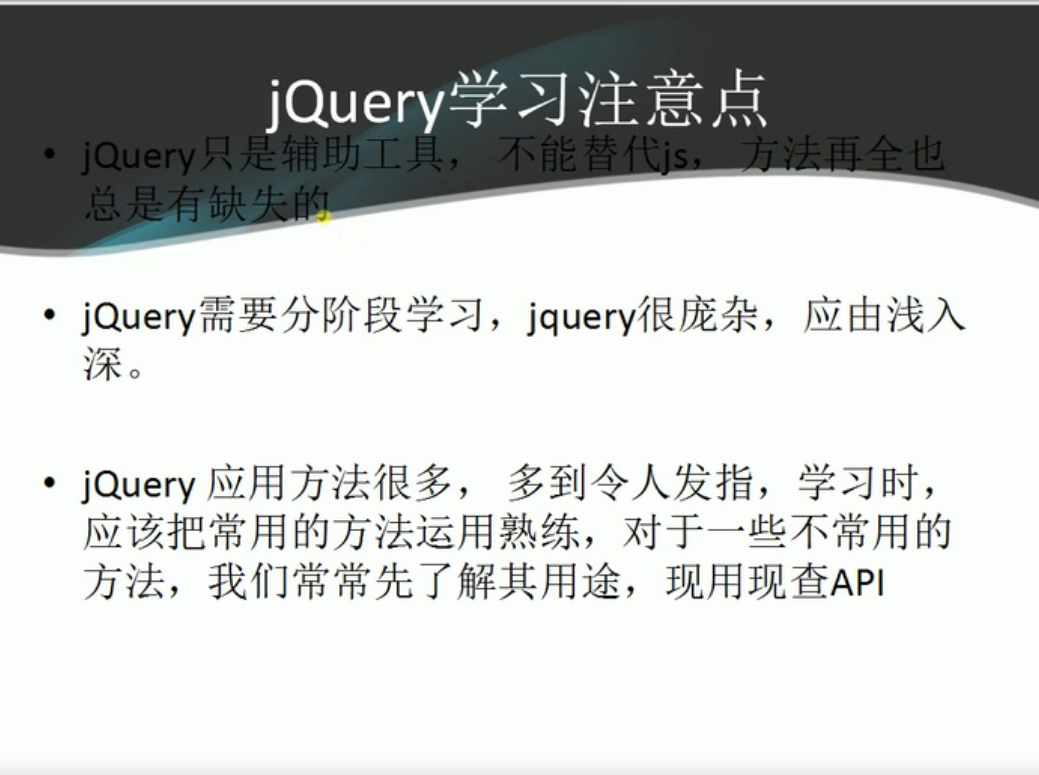 jQuery学习注意点
• jQuery只是辅助工具， 不能替代js， 方法再全也
总是有缺失的
• jQuery需要分阶段学习，jquery很庞杂，应由浅入
深。
• jQuery 应用方法很多， 多到令人发指，学习时，
应该把常用的方法运用熟练，对于一些不常用的
方法，我们常常先了解其用途，现用现查API